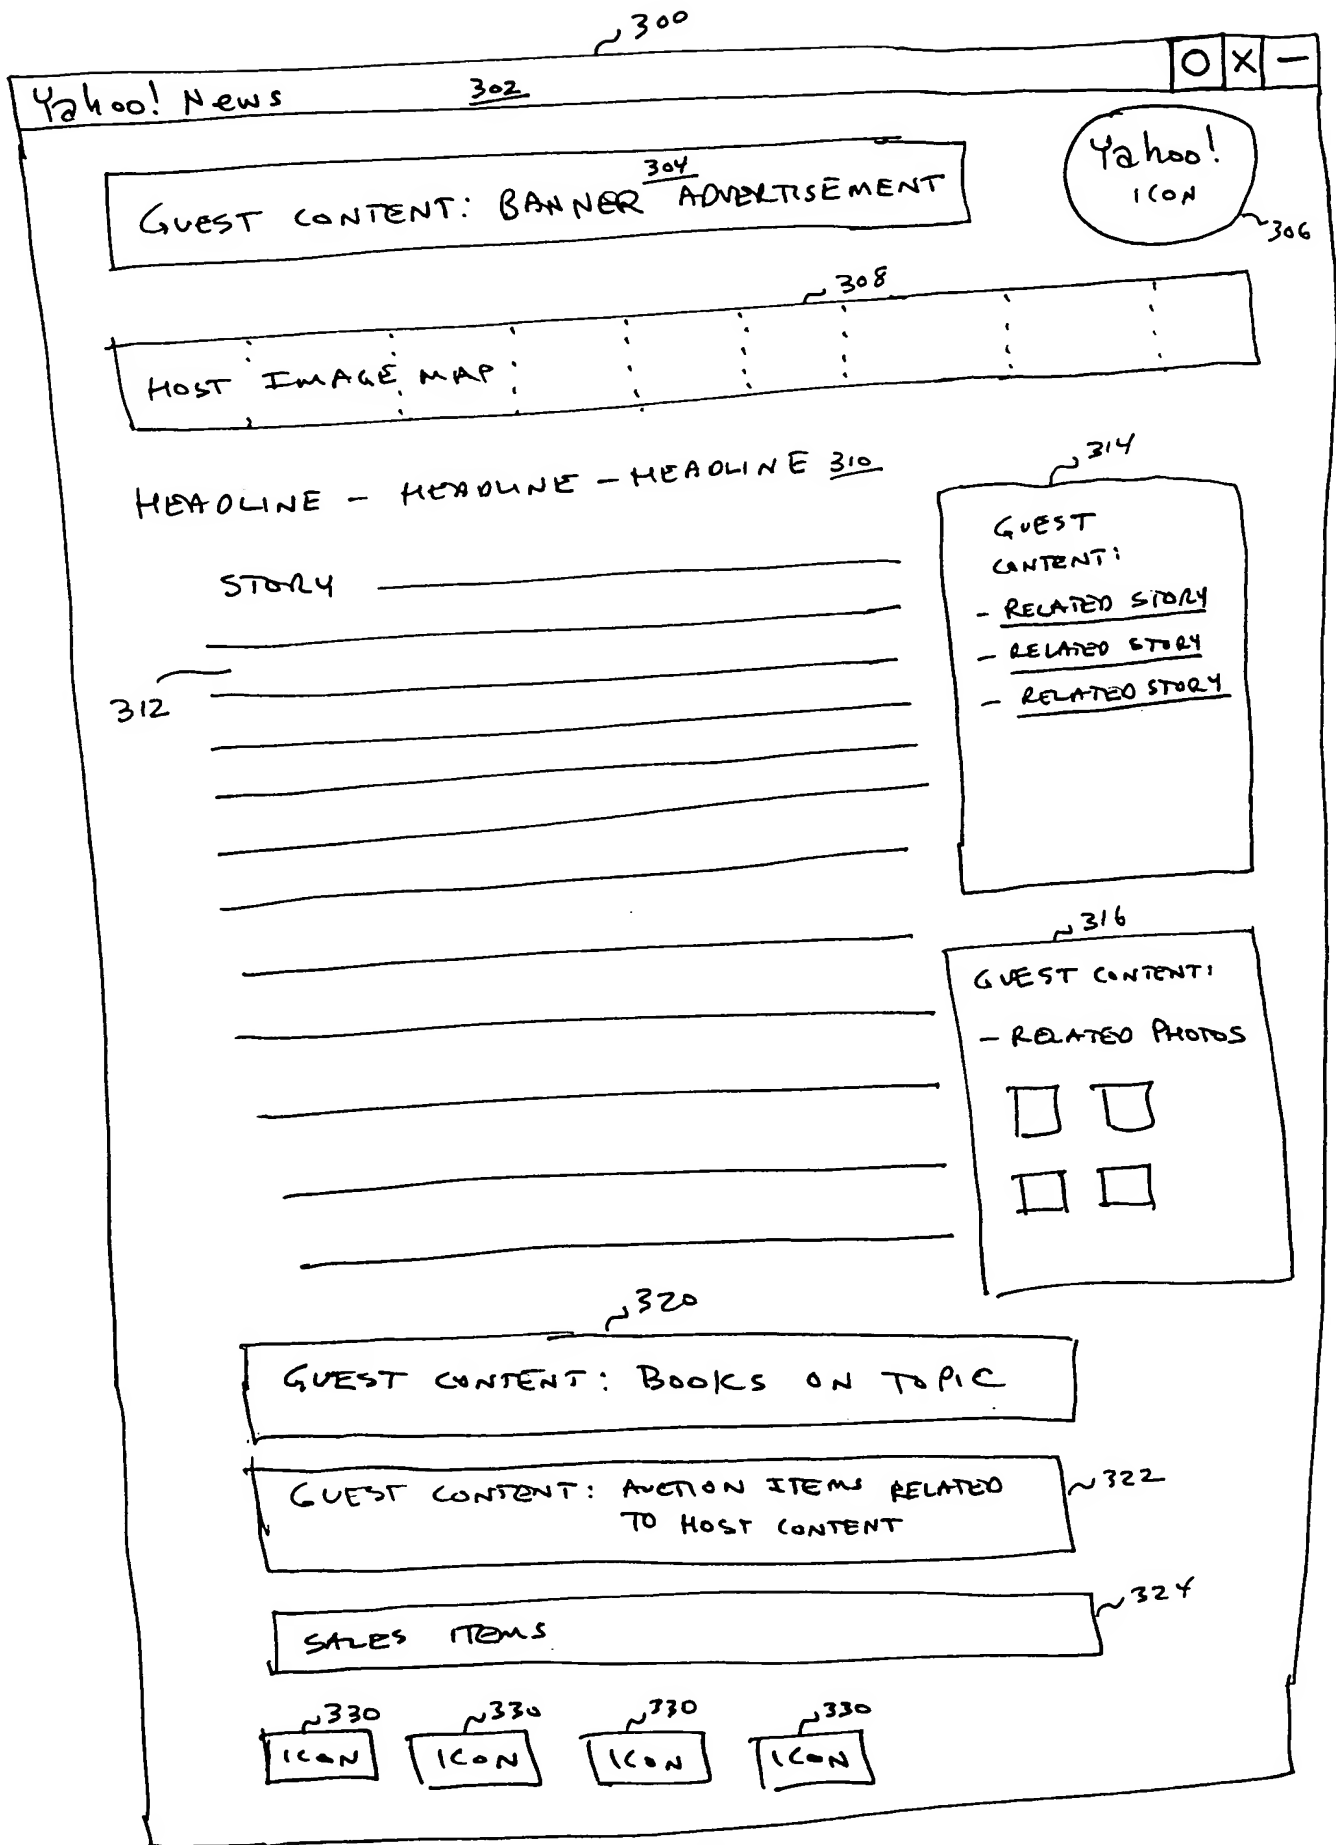 300
Yahoo! News 302 O X —
304
GUEST CONTENT: BANNER ADVERTISEMENT
Yahoo!
ICON
306
308
HOST IMAGE MAP
HEADLINE - HEADLINE - HEADLINE 310
314
GUEST
CONTENT:
- RELATED STORY
- RELATED STORY
- RELATED STORY
STORY
312
316
GUEST CONTENT:
- RELATED PHOTOS
320
GUEST CONTENT: BOOKS ON TOPIC
GUEST CONTENT: AUCTION ITEMS RELATED
TO HOST CONTENT
322
324
SALES ITEMS
330 330 330 330
ICON ICON ICON ICON